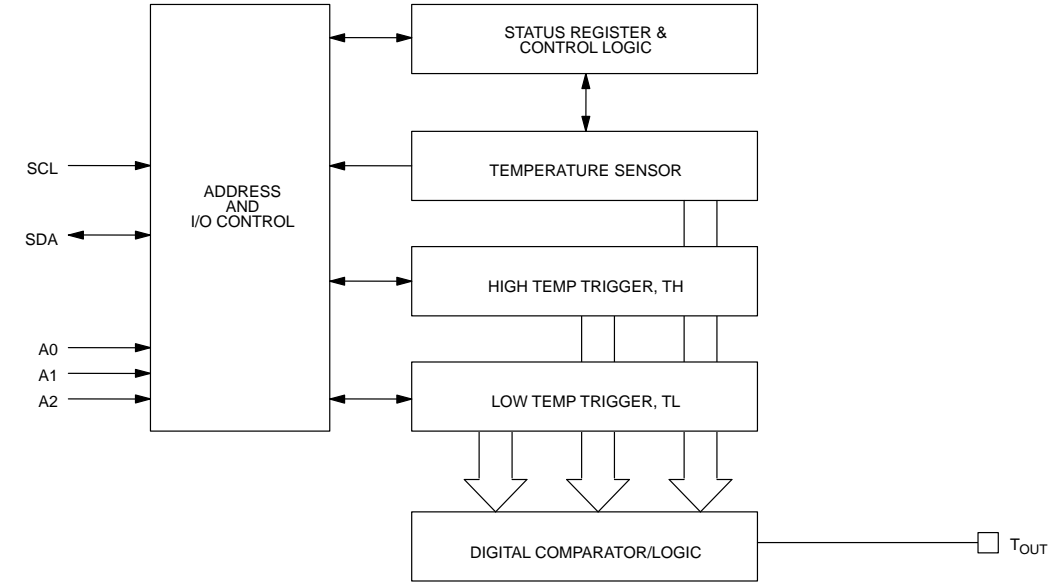 STATUS REGISTER &
CONTROL LOGIC
SCL
TEMPERATURE SENSOR
ADDRESS
AND
I/O CONTROL
SDA
HIGH TEMP TRIGGER, TH
A0
A1
A2
LOW TEMP TRIGGER, TL
DIGITAL COMPARATOR/LOGIC
TOUT